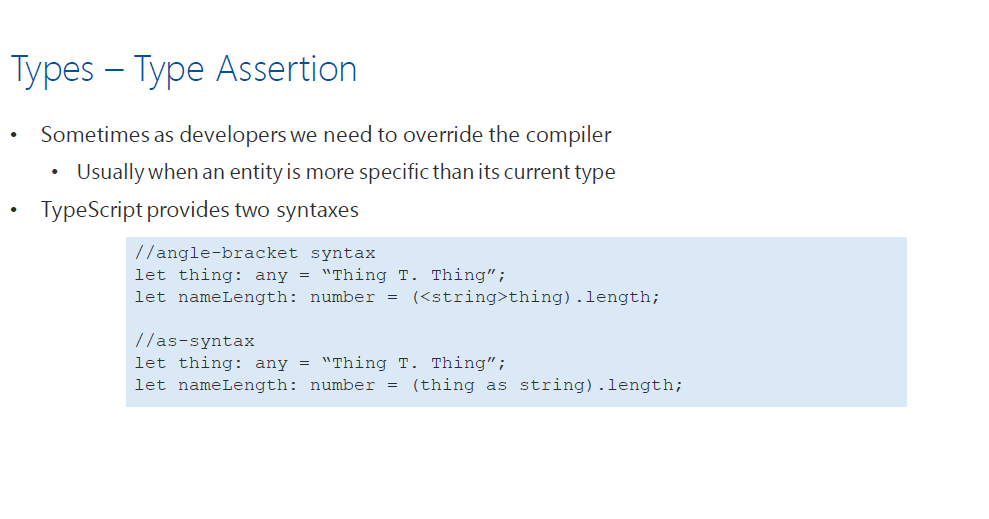 Types – Type Assertion
• Sometimes as developers we need to override the compiler
• Usually when an entity is more specific than its current type
• TypeScript provides two syntaxes
//angle-bracket syntax
let thing: any = “Thing T. Thing”;
let nameLength: number = (<string>thing).length;
//as-syntax
let thing: any = “Thing T. Thing”;
let nameLength: number = (thing as string).length;